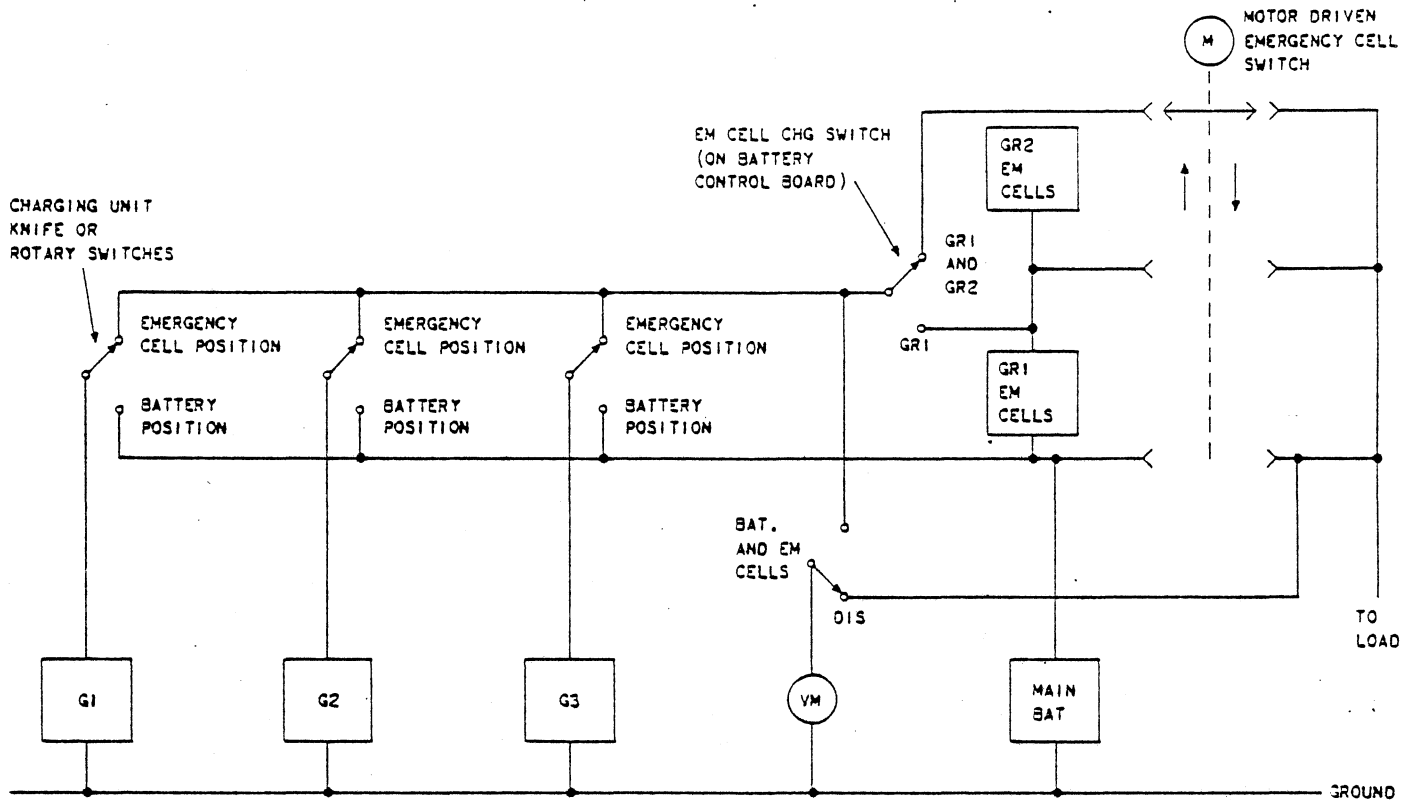 MOTOR DRIVEN
EMERGENCY CELL
SWITCH
M
EM CELL CHG SWITCH
(ON BATTERY
CONTROL BOARD)
GR2
EM
CELLS
CHARGING UNIT
KNIFE OR
ROTARY SWITCHES
GR1
AND
GR2
EMERGENCY
CELL POSITION
EMERGENCY
CELL POSITION
EMERGENCY
CELL POSITION
GR1
GR1
EM
CELLS
BATTERY
POSITION
BATTERY
POSITION
BATTERY
POSITION
BAT.
AND EM
CELLS
DIS
TO
LOAD
G1
G2
G3
VM
MAIN
BAT
GROUND